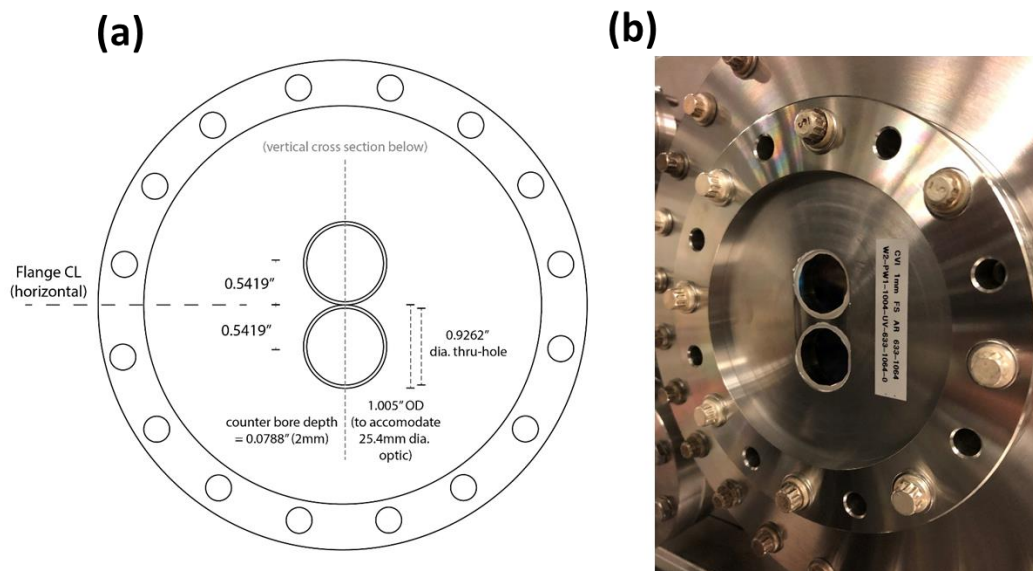 (a)
(b)
(vertical cross section below)
Flange CL
(horizontal)
0.5419"
0.5419"
0.9262"
dia. thru-hole
counter bore depth
= 0.0788" (2mm)
1.005" OD
(to accomodate
25.4mm dia.
optic)
CVI 1mm FS AR 633-1064
W2-PW1-1004-UV-633-1064-0